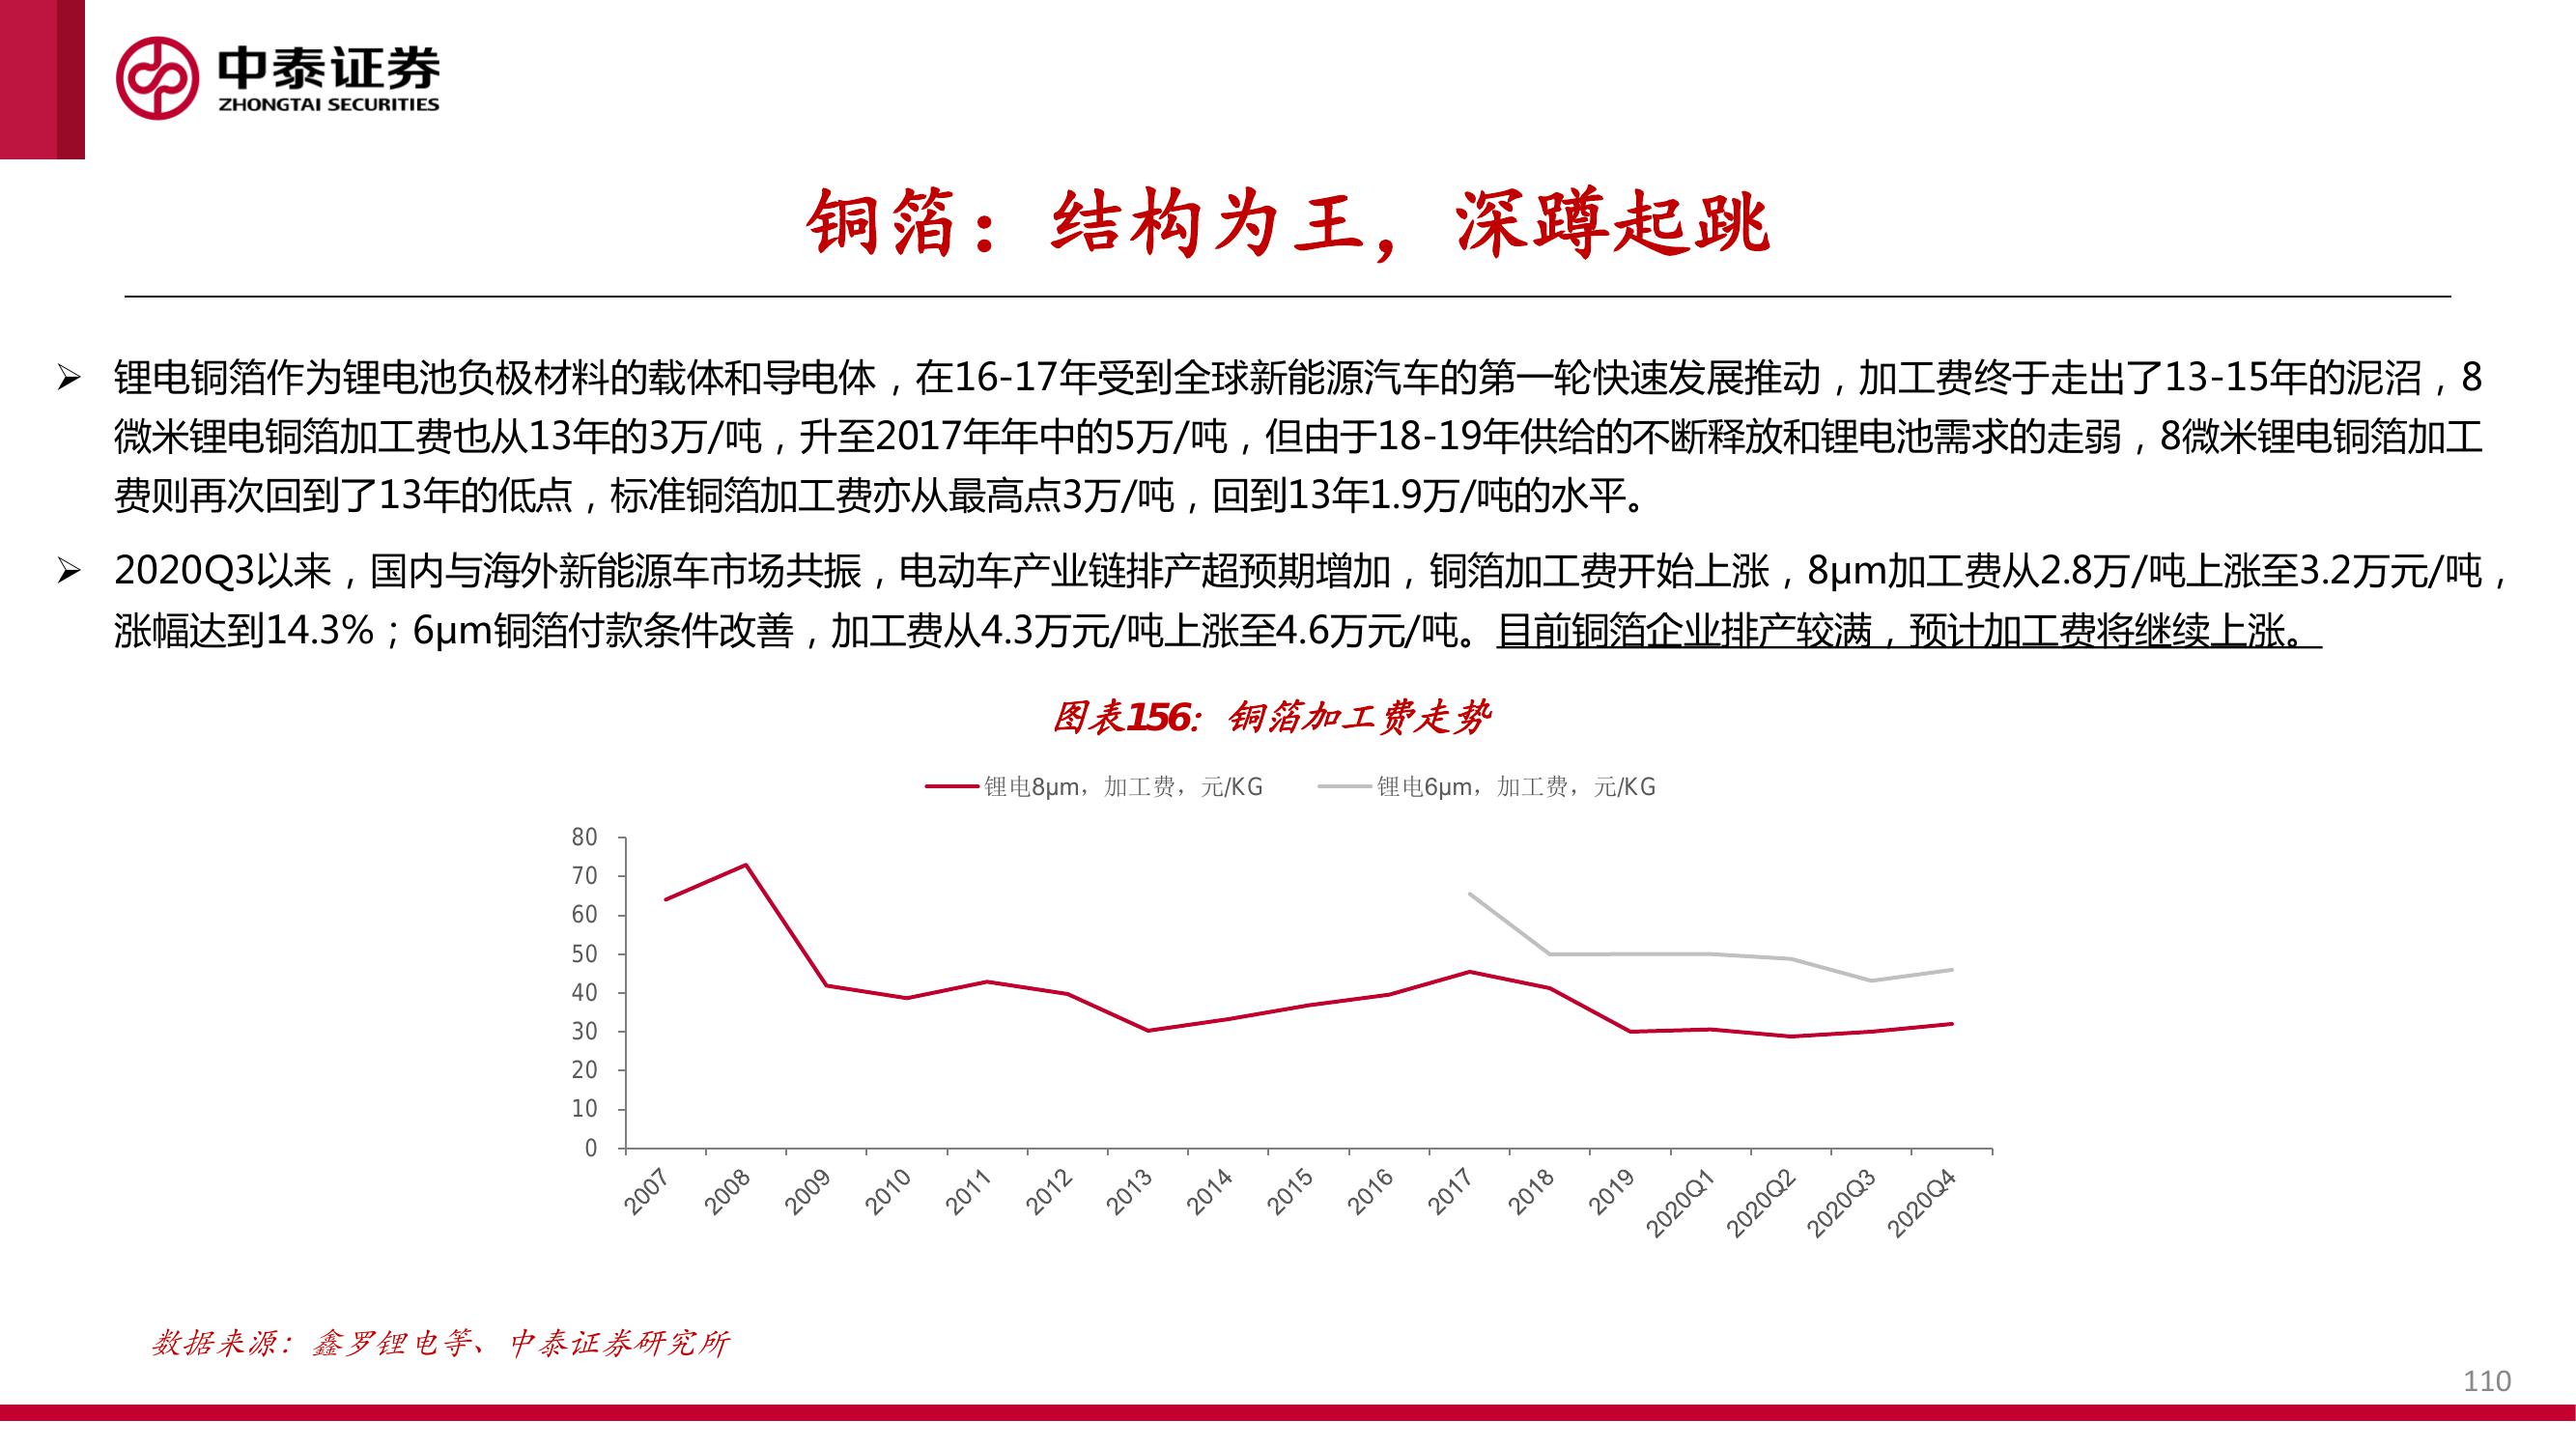 中泰证券
ZHONGTAI SECURITIES
铜箔：结构为王，深蹲起跳
➢ 锂电铜箔作为锂电池负极材料的载体和导电体，在16-17年受到全球新能源汽车的第一轮快速发展推动，加工费终于走出了13-15年的泥沼，8
微米锂电铜箔加工费也从13年的3万/吨，升至2017年年中的5万/吨，但由于18-19年供给的不断释放和锂电池需求的走弱，8微米锂电铜箔加工
费则再次回到了13年的低点，标准铜箔加工费亦从最高点3万/吨，回到13年1.9万/吨的水平。
➢ 2020Q3以来，国内与海外新能源车市场共振，电动车产业链排产超预期增加，铜箔加工费开始上涨，8μm加工费从2.8万/吨上涨至3.2万元/吨，
涨幅达到14.3%；6μm铜箔付款条件改善，加工费从4.3万元/吨上涨至4.6万元/吨。目前铜箔企业排产较满，预计加工费将继续上涨。
图表156：铜箔加工费走势
锂电8μm，加工费，元/KG 锂电6μm，加工费，元/KG
80
70
60
50
40
30
20
10
0
2007 2008 2009 2010 2011 2012 2013 2014 2015 2016 2017 2018 2019 2020Q1 2020Q2 2020Q3 2020Q4
数据来源：鑫罗锂电等、中泰证券研究所
110